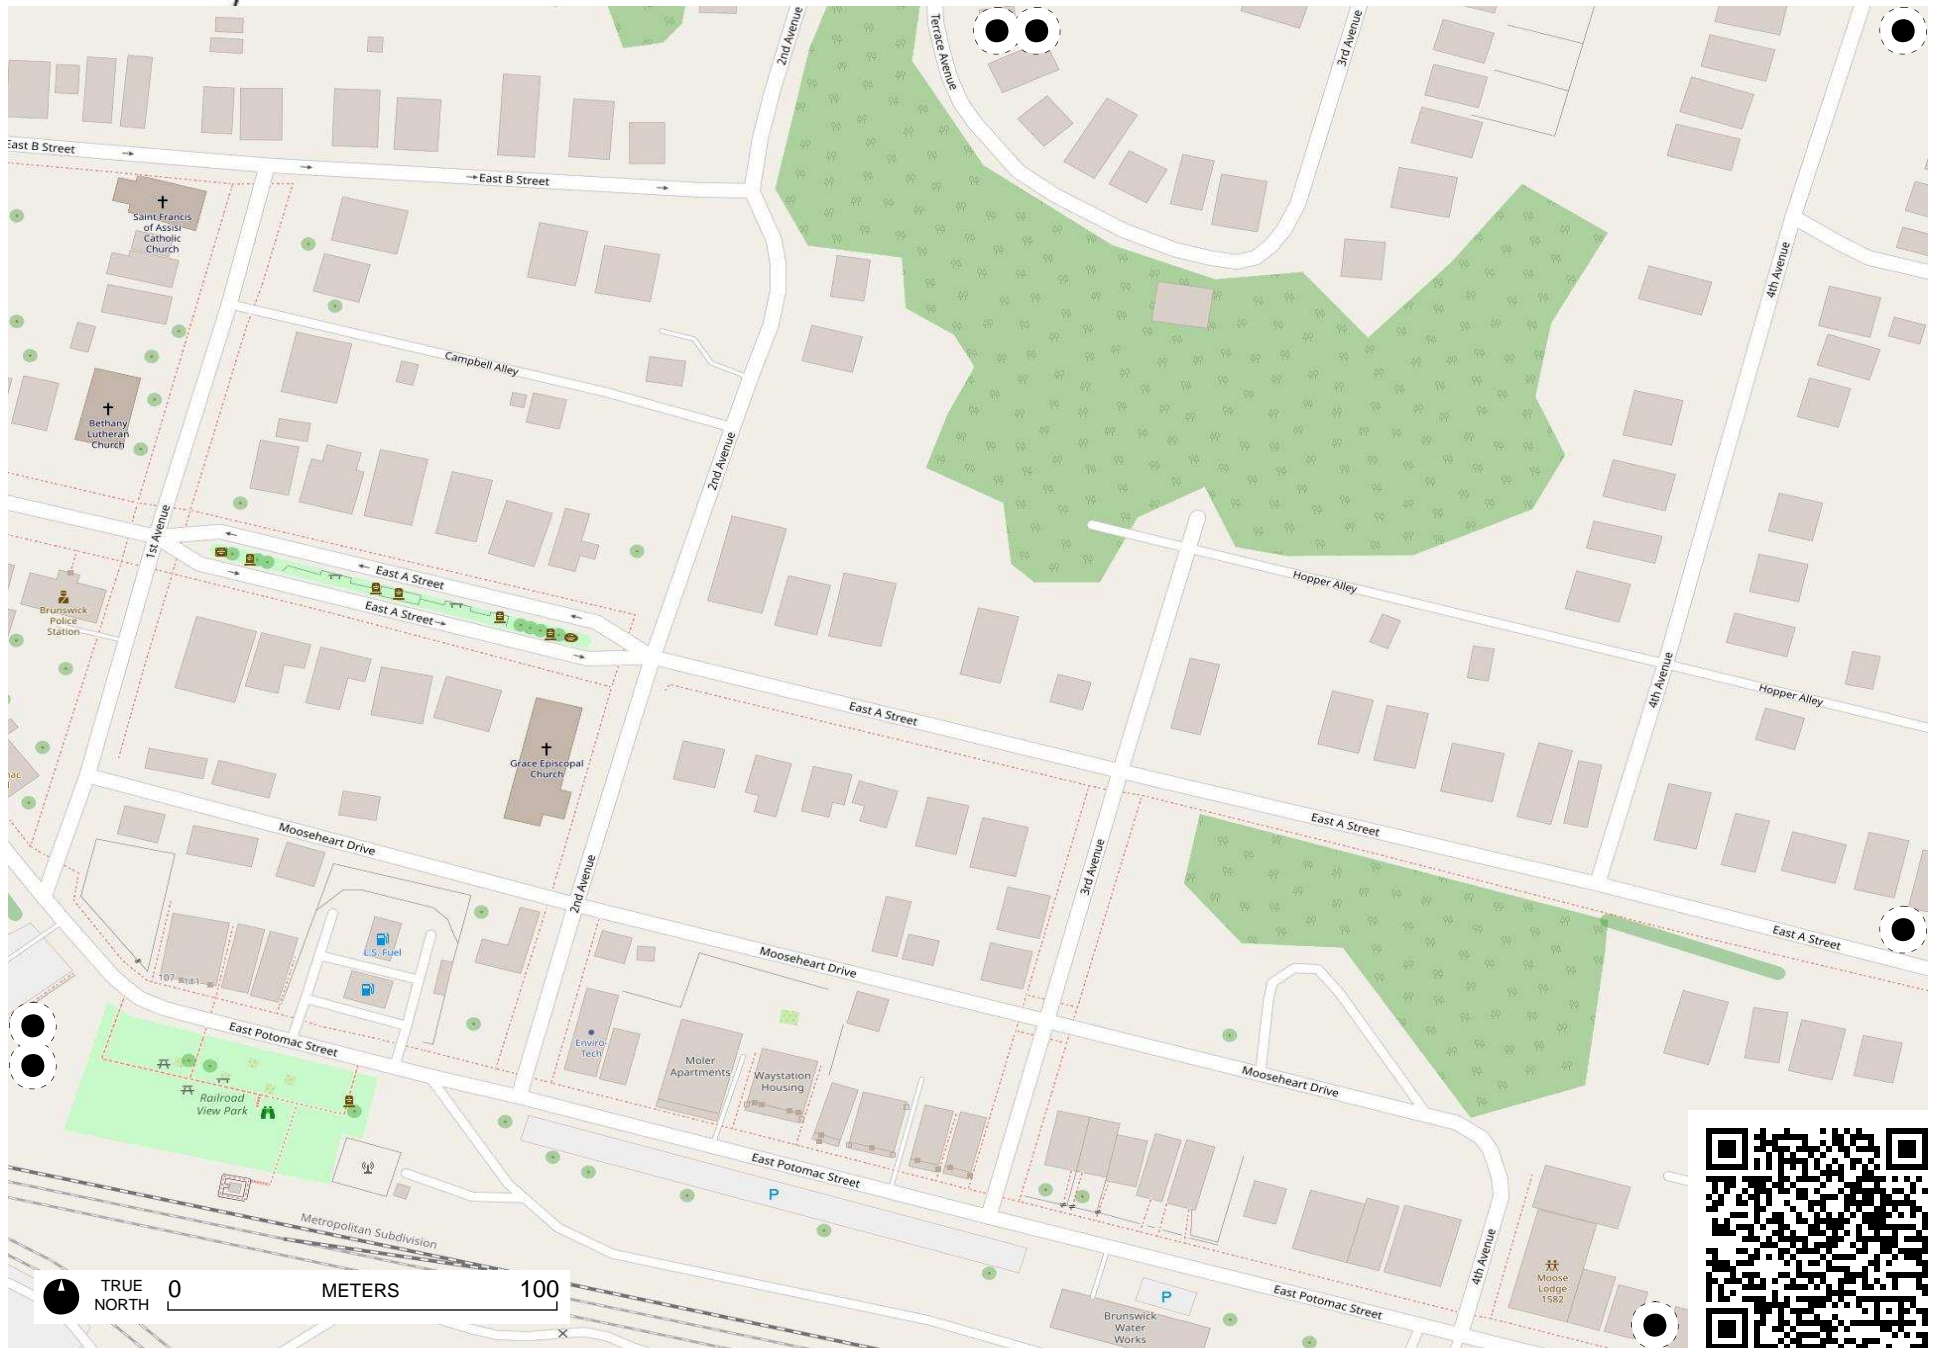 2nd Avenue
Terrace Avenue
3rd Avenue
East B Street
East B Street
Saint Francis
of Assisi
Catholic
Church
4th Avenue
Campbell Alley
Bethany
Lutheran
Church
2nd Avenue
1st Avenue
East A Street
East A Street
Brunswick
Police
Station
Hopper Alley
Hopper Alley
4th Avenue
East A Street
Grace Episcopal
Church
East A Street
Mooseheart Drive
3rd Avenue
2nd Avenue
East A Street
L.S. Fuel
Mooseheart Drive
East Potomac Street
Enviro-
Tech
Moler
Apartments
Waystation
Housing
Mooseheart Drive
Railroad
View Park
East Potomac Street
P
Metropolitan Subdivision
4th Avenue
Moose
Lodge
1582
East Potomac Street
P
Brunswick
Water
Works
TRUE
NORTH
0 METERS 100